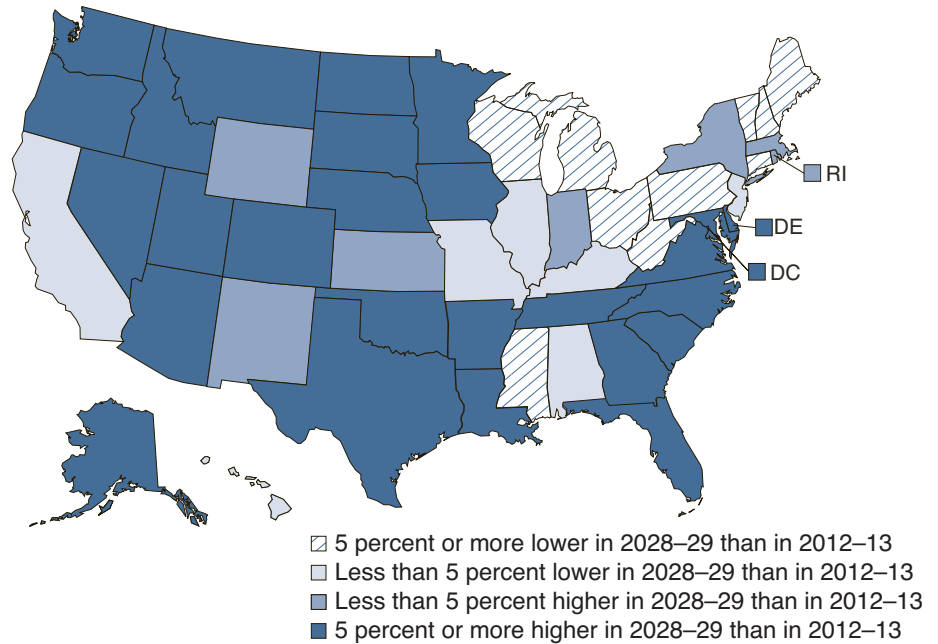 RI
DE
DC
5 percent or more lower in 2028–29 than in 2012–13
Less than 5 percent lower in 2028–29 than in 2012–13
Less than 5 percent higher in 2028–29 than in 2012–13
5 percent or more higher in 2028–29 than in 2012–13